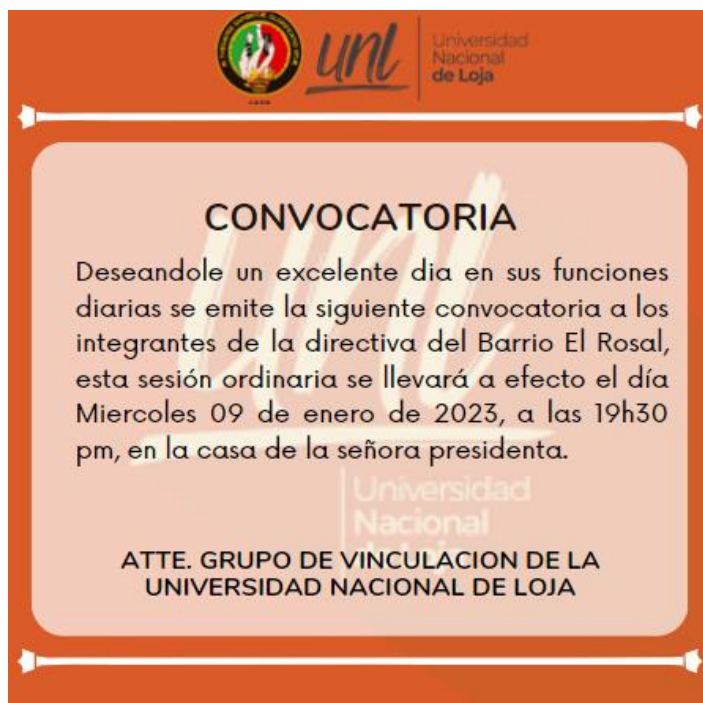 unl
Universidad
Nacional
de Loja
CONVOCATORIA
Deseandole un excelente dia en sus funciones
diarias se emite la siguiente convocatoria a los
integrantes de la directiva del Barrio El Rosal,
esta sesión ordinaria se llevará a efecto el día
Miercoles 09 de enero de 2023, a las 19h30
pm, en la casa de la señora presidenta.
unl
Universidad
Nacional
ATTE. GRUPO DE VINCULACION DE LA
UNIVERSIDAD NACIONAL DE LOJA